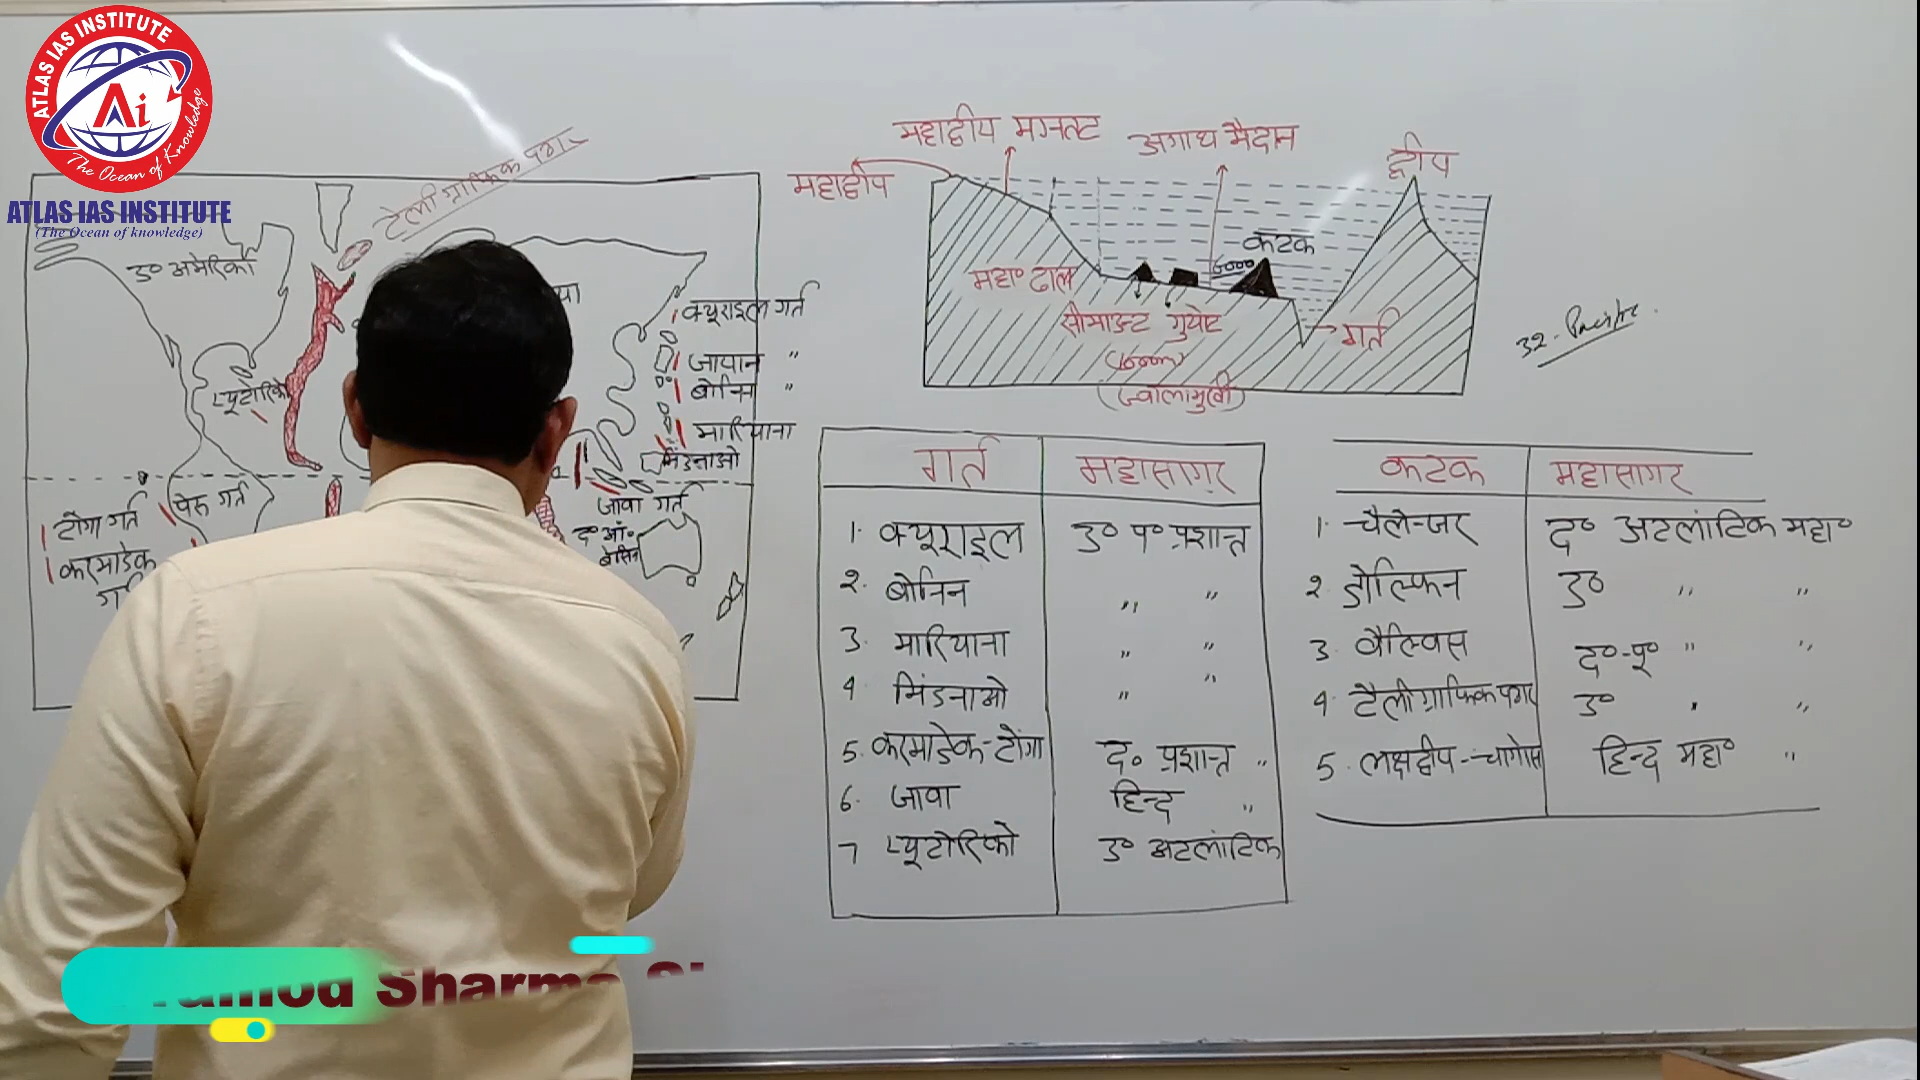 ATLAS IAS INSTITUTE
Ai
The Ocean of Knowledge
ATLAS IAS INSTITUTE
(The Ocean of knowledge)
टेलीग्राफिक पठार
उ० अमेरिका
प्यूटोरिको
क्यूराइल गर्त
जापान "
बोनिन "
मारियाना
मिंडनाओ
जावा गर्त
द० ऑ०
बेसिन
टोंगा गर्त
पेरू गर्त
करमाडेक
महाद्वीप मग्नतट
अगाध मैदान
द्वीप
महाद्वीप
कटक
महा० ढाल
सीमाउन्ट गुयोट
गर्त
(ज्वालामुखी)
32-
गर्त महासागर
1. क्यूराइल उ० प० प्रशान्त
2. बोनिन " "
3. मारियाना " "
4. मिंडनाओ " "
5. करमाडेक-टोंगा द० प्रशान्त "
6. जावा हिन्द "
7 प्यूटोरिको उ० अटलांटिक
कटक महासागर
1. चैलेन्जर द० अटलांटिक महा०
2 डोल्फिन उ० " "
3. वैल्विस द०-पू० " "
4. टैलीग्राफिक पठार उ० " "
5. लक्षद्वीप-चागोस हिन्द महा० "
Sharma